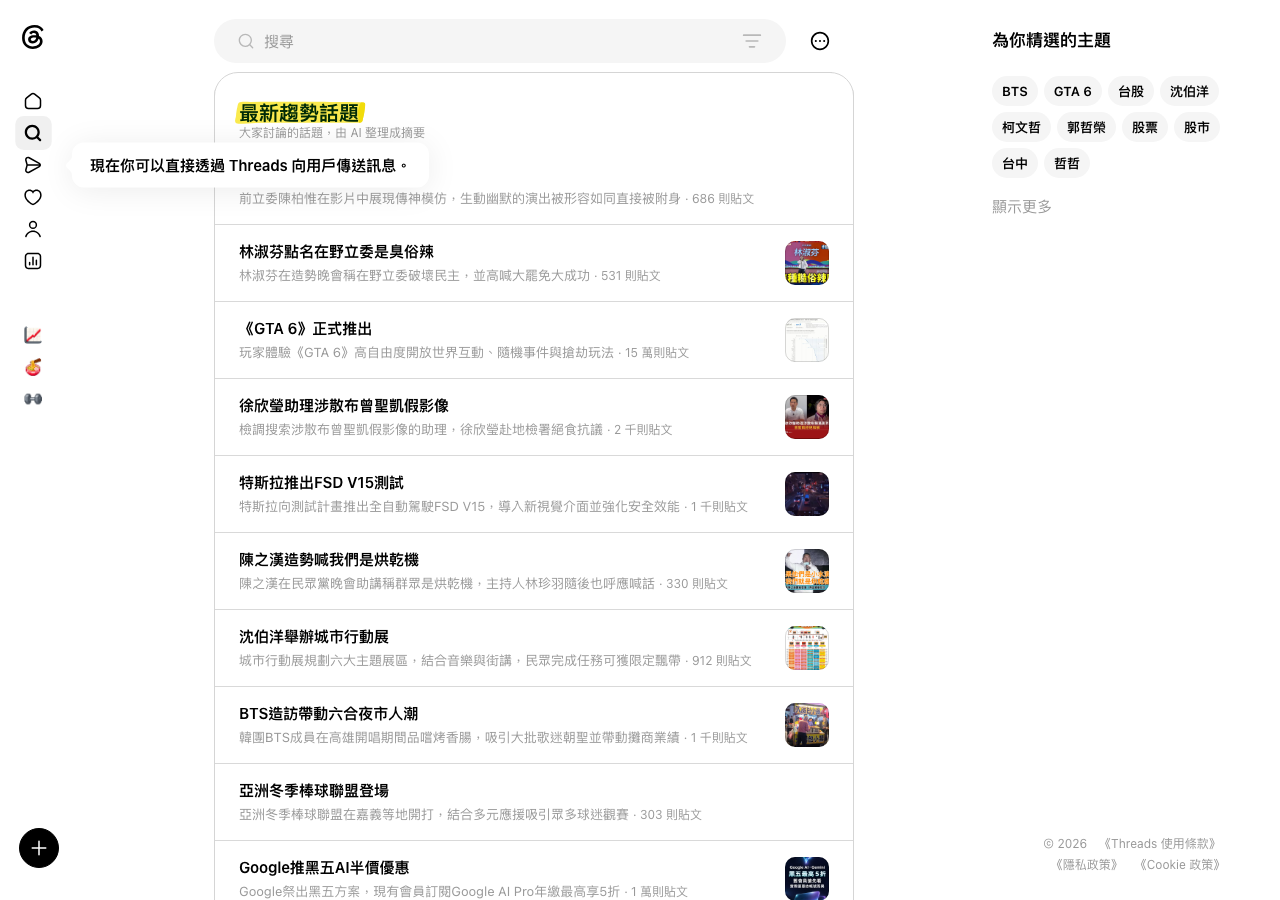 搜尋
最新趨勢話題
大家討論的話題，由 AI 整理成摘要
現在你可以直接透過 Threads 向用戶傳送訊息。
前立委陳柏惟在影片中展現傳神模仿，生動幽默的演出被形容如同直接被附身 · 686 則貼文
林淑芬點名在野立委是臭俗辣
林淑芬在造勢晚會稱在野立委破壞民主，並高喊大罷免大成功 · 531 則貼文
林淑芬
《GTA 6》正式推出
玩家體驗《GTA 6》高自由度開放世界互動、隨機事件與搶劫玩法 · 15 萬則貼文
徐欣瑩助理涉散布曾聖凱假影像
檢調搜索涉散布曾聖凱假影像的助理，徐欣瑩赴地檢署絕食抗議 · 2 千則貼文
特斯拉推出FSD V15測試
特斯拉向測試計畫推出全自動駕駛FSD V15，導入新視覺介面並強化安全效能 · 1 千則貼文
陳之漢造勢喊我們是烘乾機
陳之漢在民眾黨晚會助講稱群眾是烘乾機，主持人林珍羽隨後也呼應喊話 · 330 則貼文
沈伯洋舉辦城市行動展
城市行動展規劃六大主題展區，結合音樂與街講，民眾完成任務可獲限定飄帶 · 912 則貼文
BTS造訪帶動六合夜市人潮
韓團BTS成員在高雄開唱期間品嚐烤香腸，吸引大批歌迷朝聖並帶動攤商業績 · 1 千則貼文
亞洲冬季棒球聯盟登場
亞洲冬季棒球聯盟在嘉義等地開打，結合多元應援吸引眾多球迷觀賽 · 303 則貼文
Google推黑五AI半價優惠
Google祭出黑五方案，現有會員訂閱Google AI Pro年繳最高享5折 · 1 萬則貼文
黑五最高5折
為你精選的主題
BTS
GTA 6
台股
沈伯洋
柯文哲
郭哲榮
股票
股市
台中
哲哲
顯示更多
© 2026 《Threads 使用條款》
《隱私政策》 《Cookie 政策》